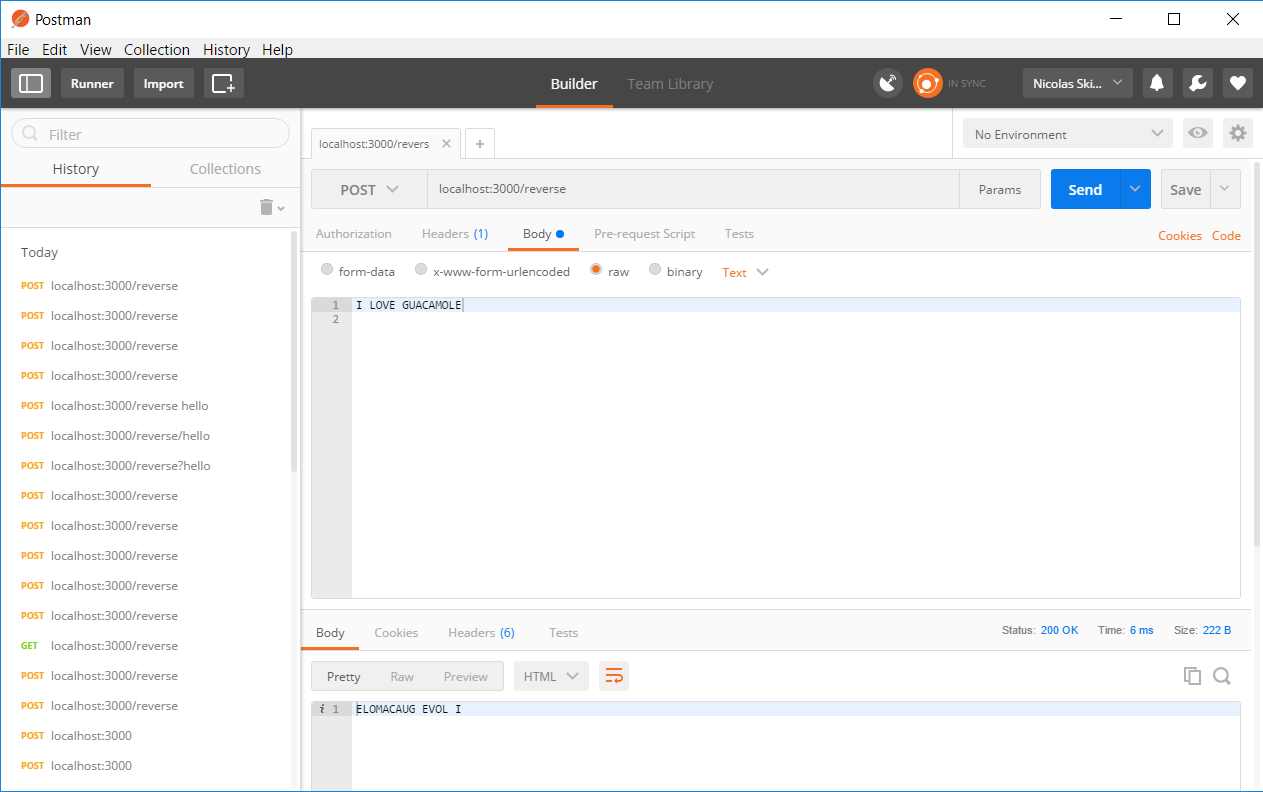 Postman
File Edit View Collection History Help
Runner Import Builder Team Library IN SYNC Nicolas Ski...
Filter
History Collections
Today
POST localhost:3000/reverse
POST localhost:3000/reverse
POST localhost:3000/reverse
POST localhost:3000/reverse
POST localhost:3000/reverse hello
POST localhost:3000/reverse/hello
POST localhost:3000/reverse?hello
POST localhost:3000/reverse
POST localhost:3000/reverse
POST localhost:3000/reverse
POST localhost:3000/reverse
POST localhost:3000/reverse
GET localhost:3000/reverse
POST localhost:3000/reverse
POST localhost:3000/reverse
POST localhost:3000
POST localhost:3000
localhost:3000/revers
No Environment
POST localhost:3000/reverse Params Send Save
Authorization Headers (1) Body Pre-request Script Tests Cookies Code
form-data x-www-form-urlencoded raw binary Text
1 I LOVE GUACAMOLE
2
Body Cookies Headers (6) Tests Status: 200 OK Time: 6 ms Size: 222 B
Pretty Raw Preview HTML
i 1 ELOMACAUG EVOL I